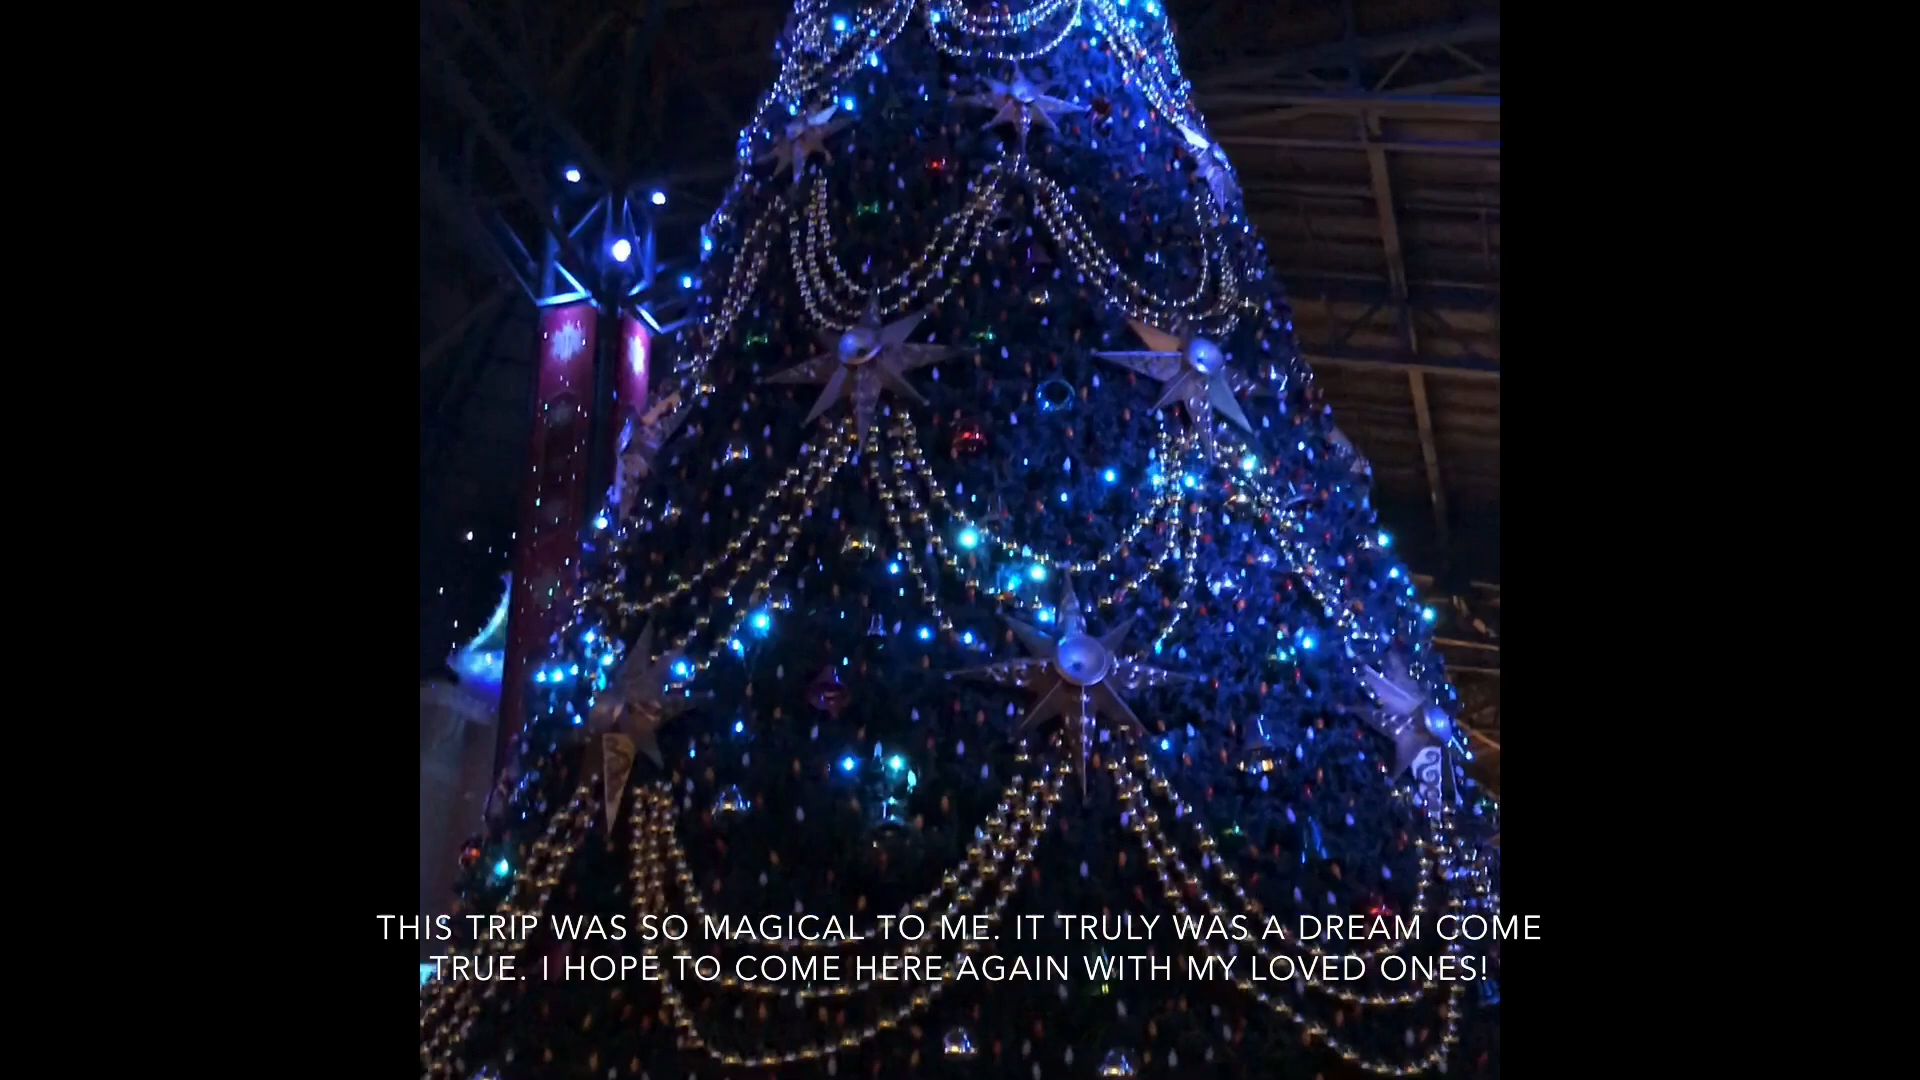 THIS TRIP WAS SO MAGICAL TO ME. IT TRULY WAS A DREAM COME
TRUE. I HOPE TO COME HERE AGAIN WITH MY LOVED ONES!